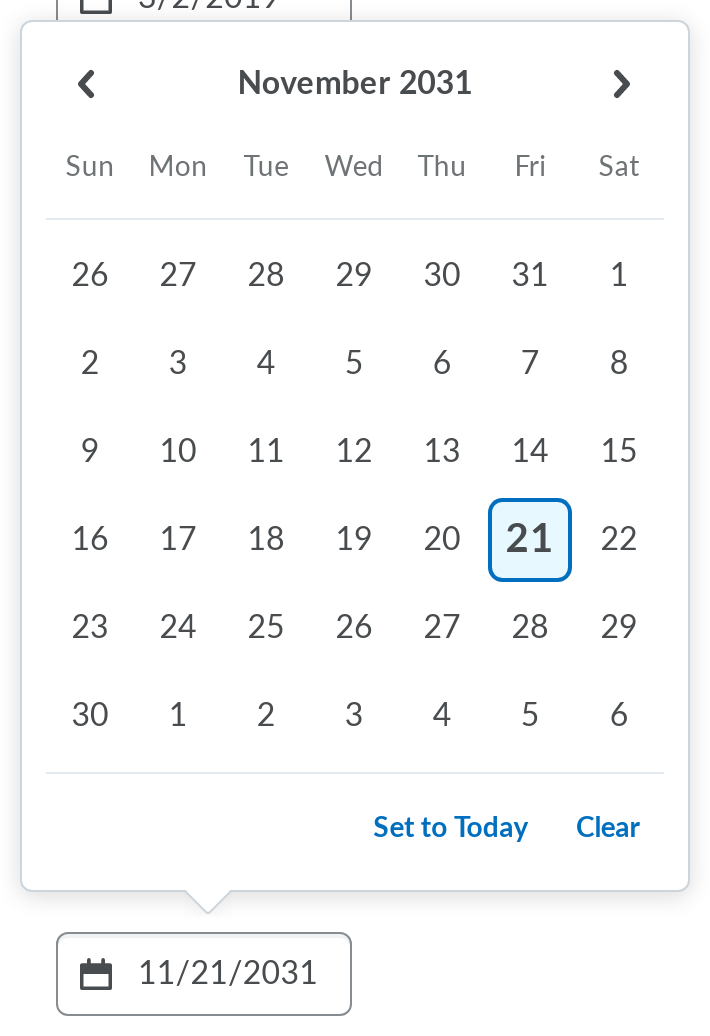 3/2/2019
November 2031
Sun Mon Tue Wed Thu Fri Sat
26 27 28 29 30 31 1
2 3 4 5 6 7 8
9 10 11 12 13 14 15
16 17 18 19 20 21 22
23 24 25 26 27 28 29
30 1 2 3 4 5 6
Set to Today Clear
11/21/2031